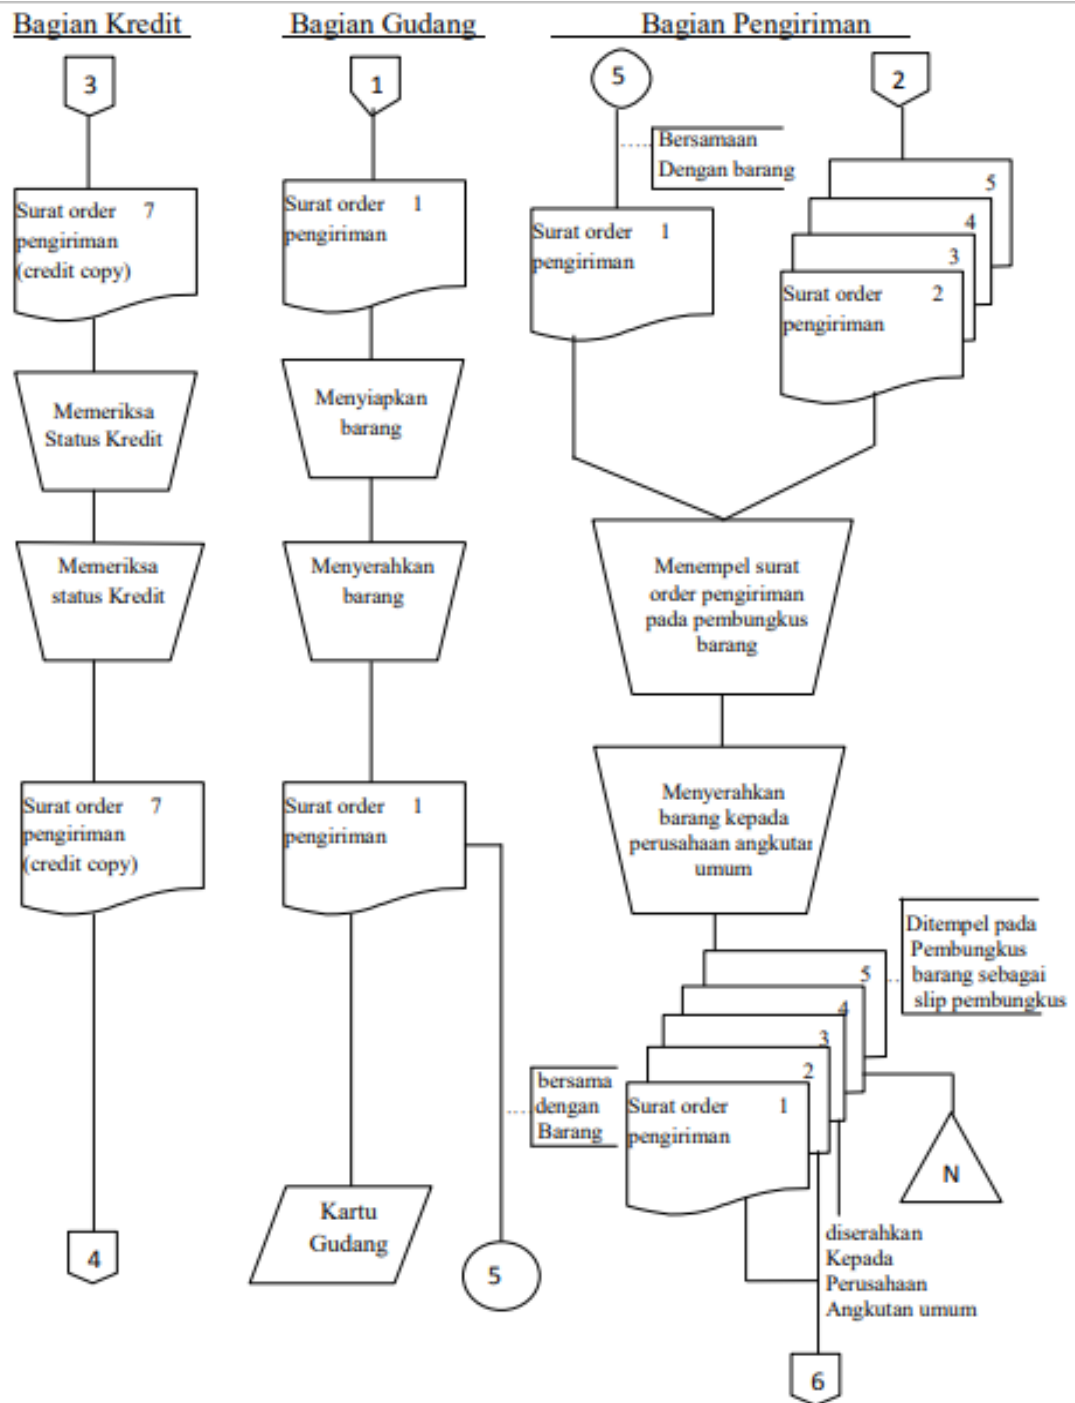 Bagian Kredit
3
Surat order 7
pengiriman
(credit copy)
Memeriksa
Status Kredit
Memeriksa
status Kredit
Surat order 7
pengiriman
(credit copy)
4
Bagian Gudang
1
Surat order 1
pengiriman
Menyiapkan
barang
Menyerahkan
barang
Surat order 1
pengiriman
Kartu
Gudang
5
Bagian Pengiriman
5
Bersamaan
Dengan barang
Surat order 1
pengiriman
2
5
4
3
Surat order 2
pengiriman
Menempel surat
order pengiriman
pada pembungkus
barang
Menyerahkan
barang kepada
perusahaan angkutan
umum
Ditempel pada
Pembungkus
barang sebagai
slip pembungkus
5
4
3
2
Surat order 1
pengiriman
bersama
dengan
Barang
N
diserahkan
Kepada
Perusahaan
Angkutan umum
6